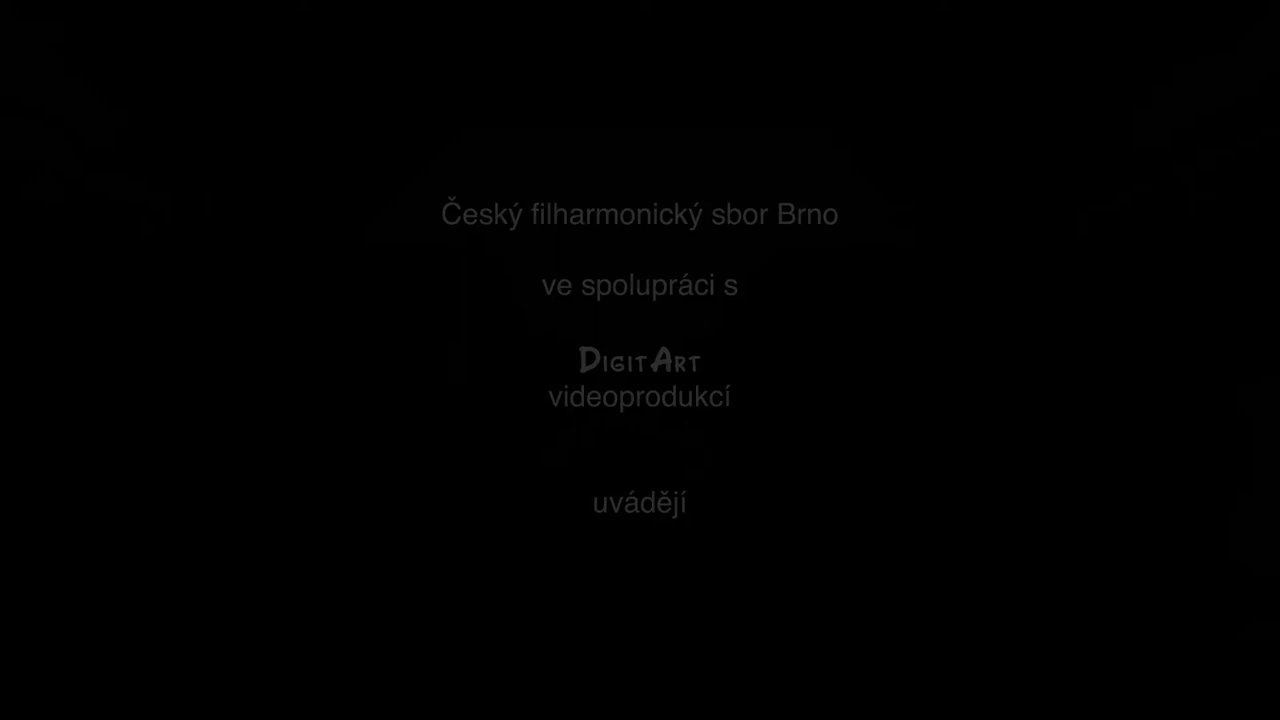 Český filharmonický sbor Brno
ve spolupráci s
DigitArt
videoprodukcí
uvádějí